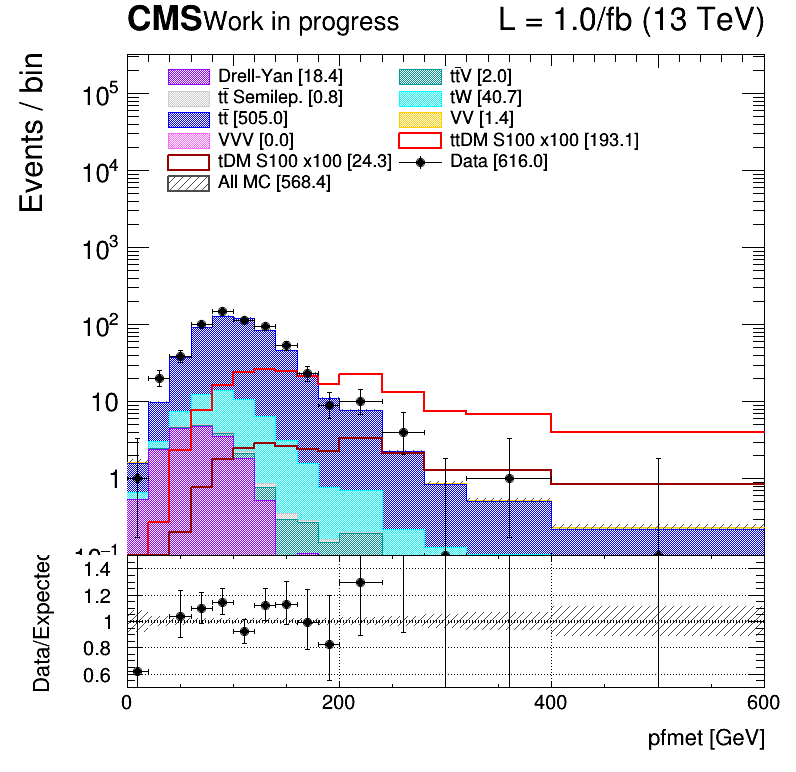 CMS Work in progress L = 1.0/fb (13 TeV)
Events / bin
Drell-Yan [18.4] tt̄V [2.0]
tt̄ Semilep. [0.8] tW [40.7]
tt̄ [505.0] VV [1.4]
VVV [0.0] ttDM S100 x100 [193.1]
tDM S100 x100 [24.3] Data [616.0]
All MC [568.4]
10⁵
10⁴
10³
10²
10
1
10⁻¹
Data/Expected
1.4
1.2
1
0.8
0.6
0 200 400 600
pfmet [GeV]